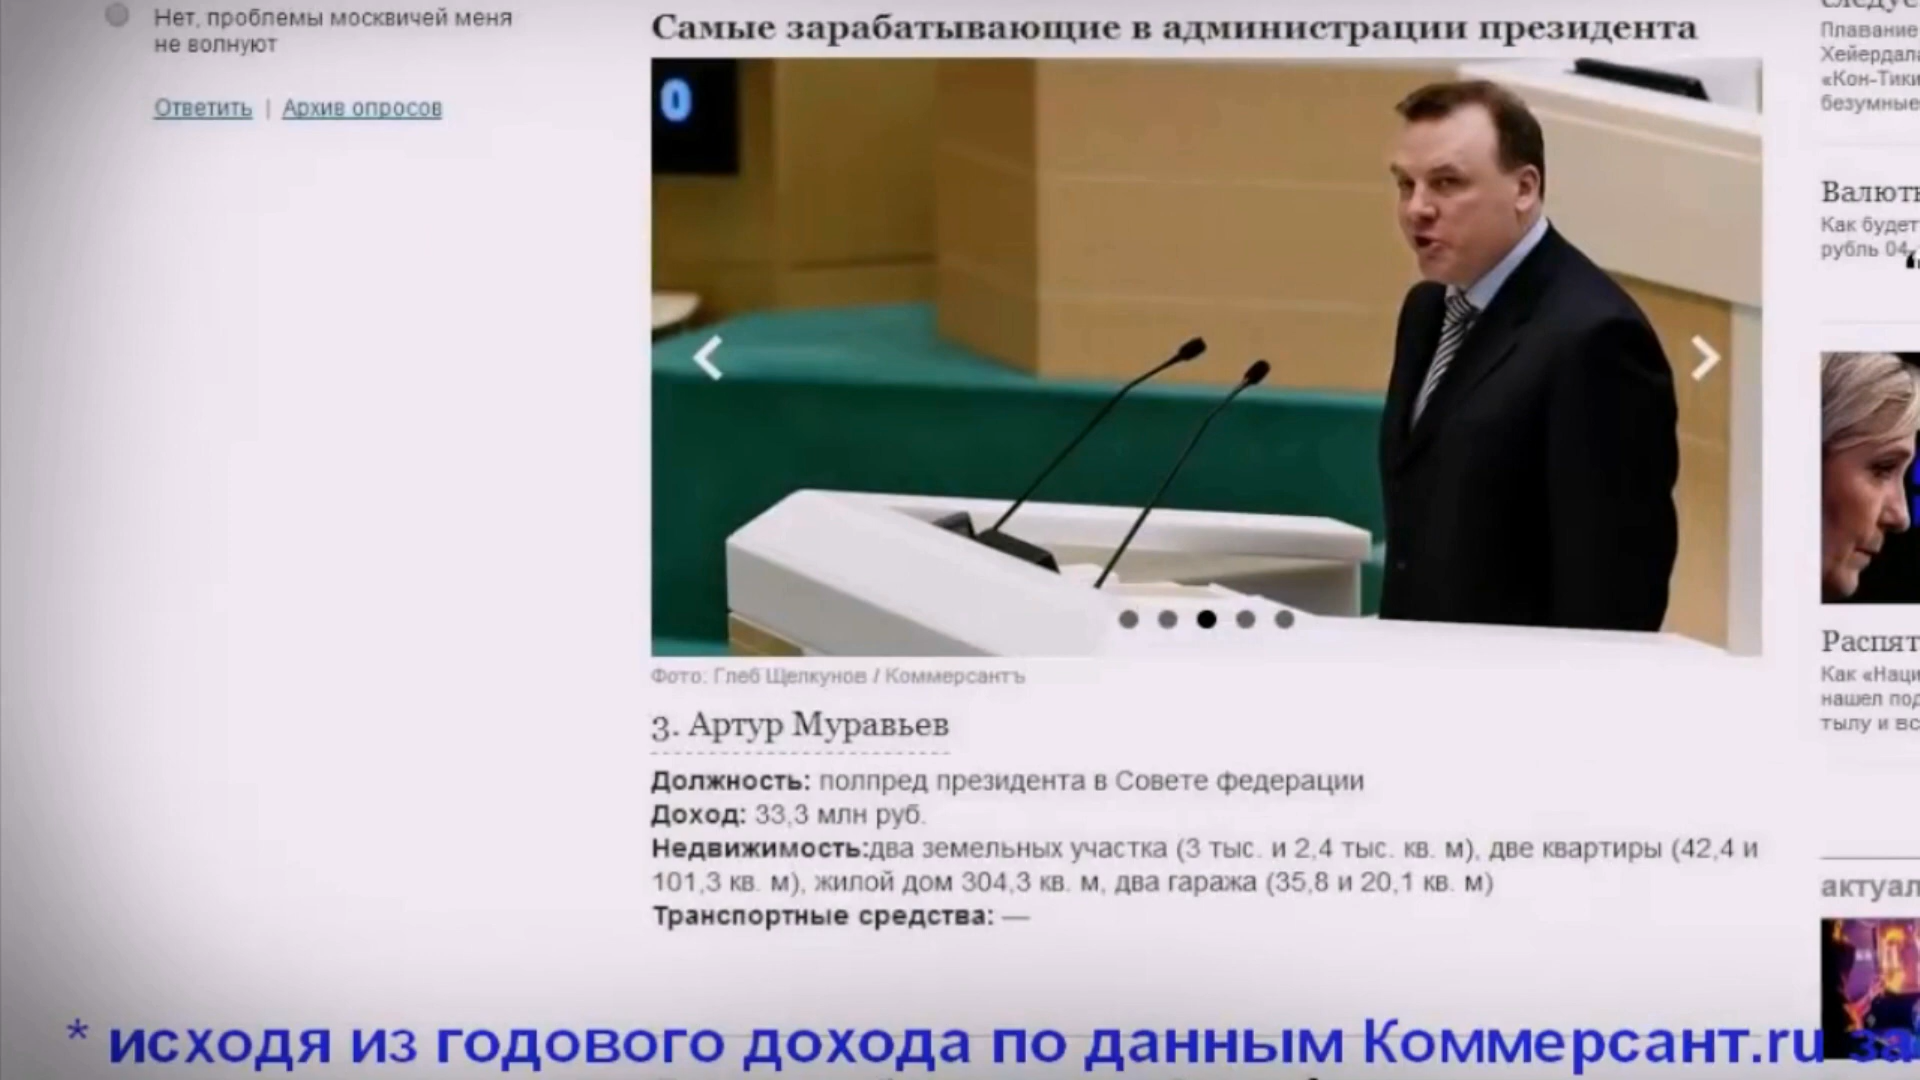 Нет, проблемы москвичей меня
не волнуют
Ответить | Архив опросов
Самые зарабатывающие в администрации президента
0
Фото: Глеб Щелкунов / Коммерсантъ
3. Артур Муравьев
Должность: полпред президента в Совете федерации
Доход: 33,3 млн руб.
Недвижимость:два земельных участка (3 тыс. и 2,4 тыс. кв. м), две квартиры (42,4 и
101,3 кв. м), жилой дом 304,3 кв. м, два гаража (35,8 и 20,1 кв. м)
Транспортные средства: —
Плавание
«Кон-Тики
безумные
Как будет
рубль 04
Как «Наци
нашел под
тылу и вс
* исходя из годового дохода по данным Коммерсант.ru за